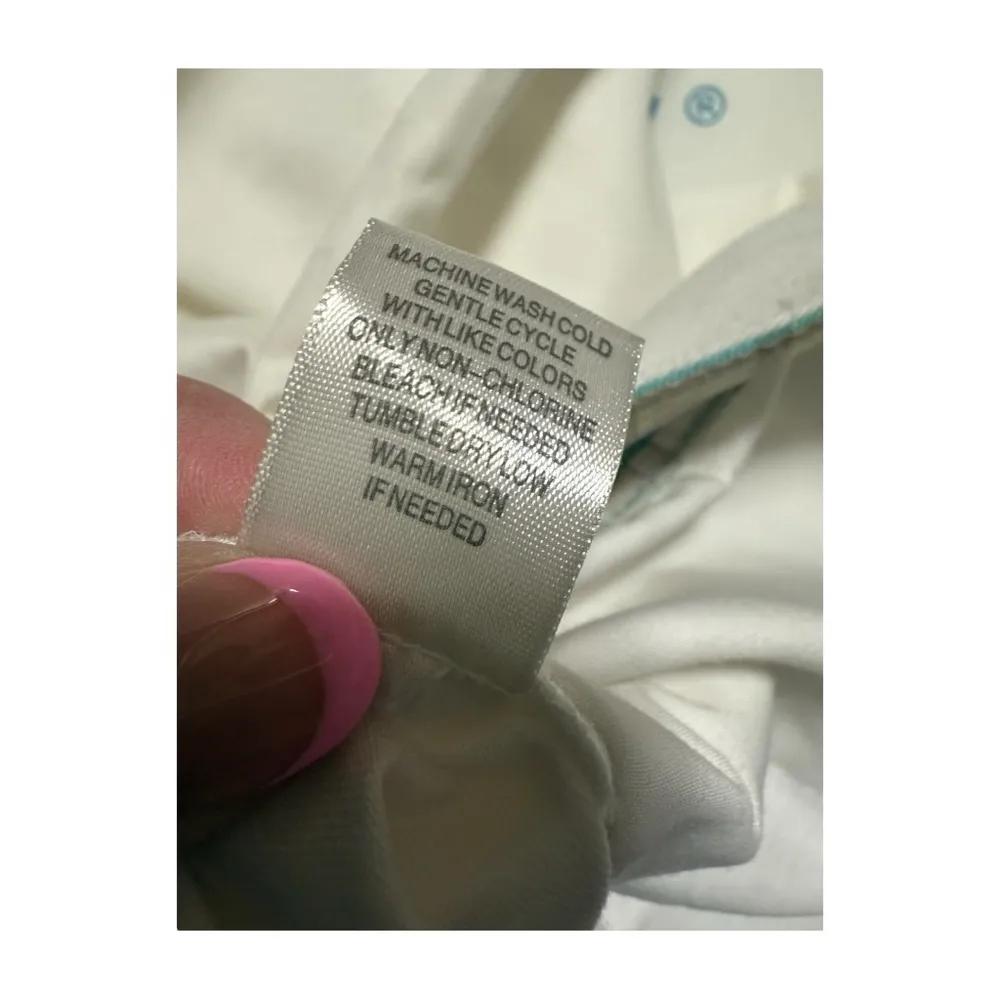 MACHINE WASH COLD
GENTLE CYCLE
WITH LIKE COLORS
ONLY NON-CHLORINE
BLEACH IF NEEDED
TUMBLE DRY LOW
WARM IRON
IF NEEDED
®